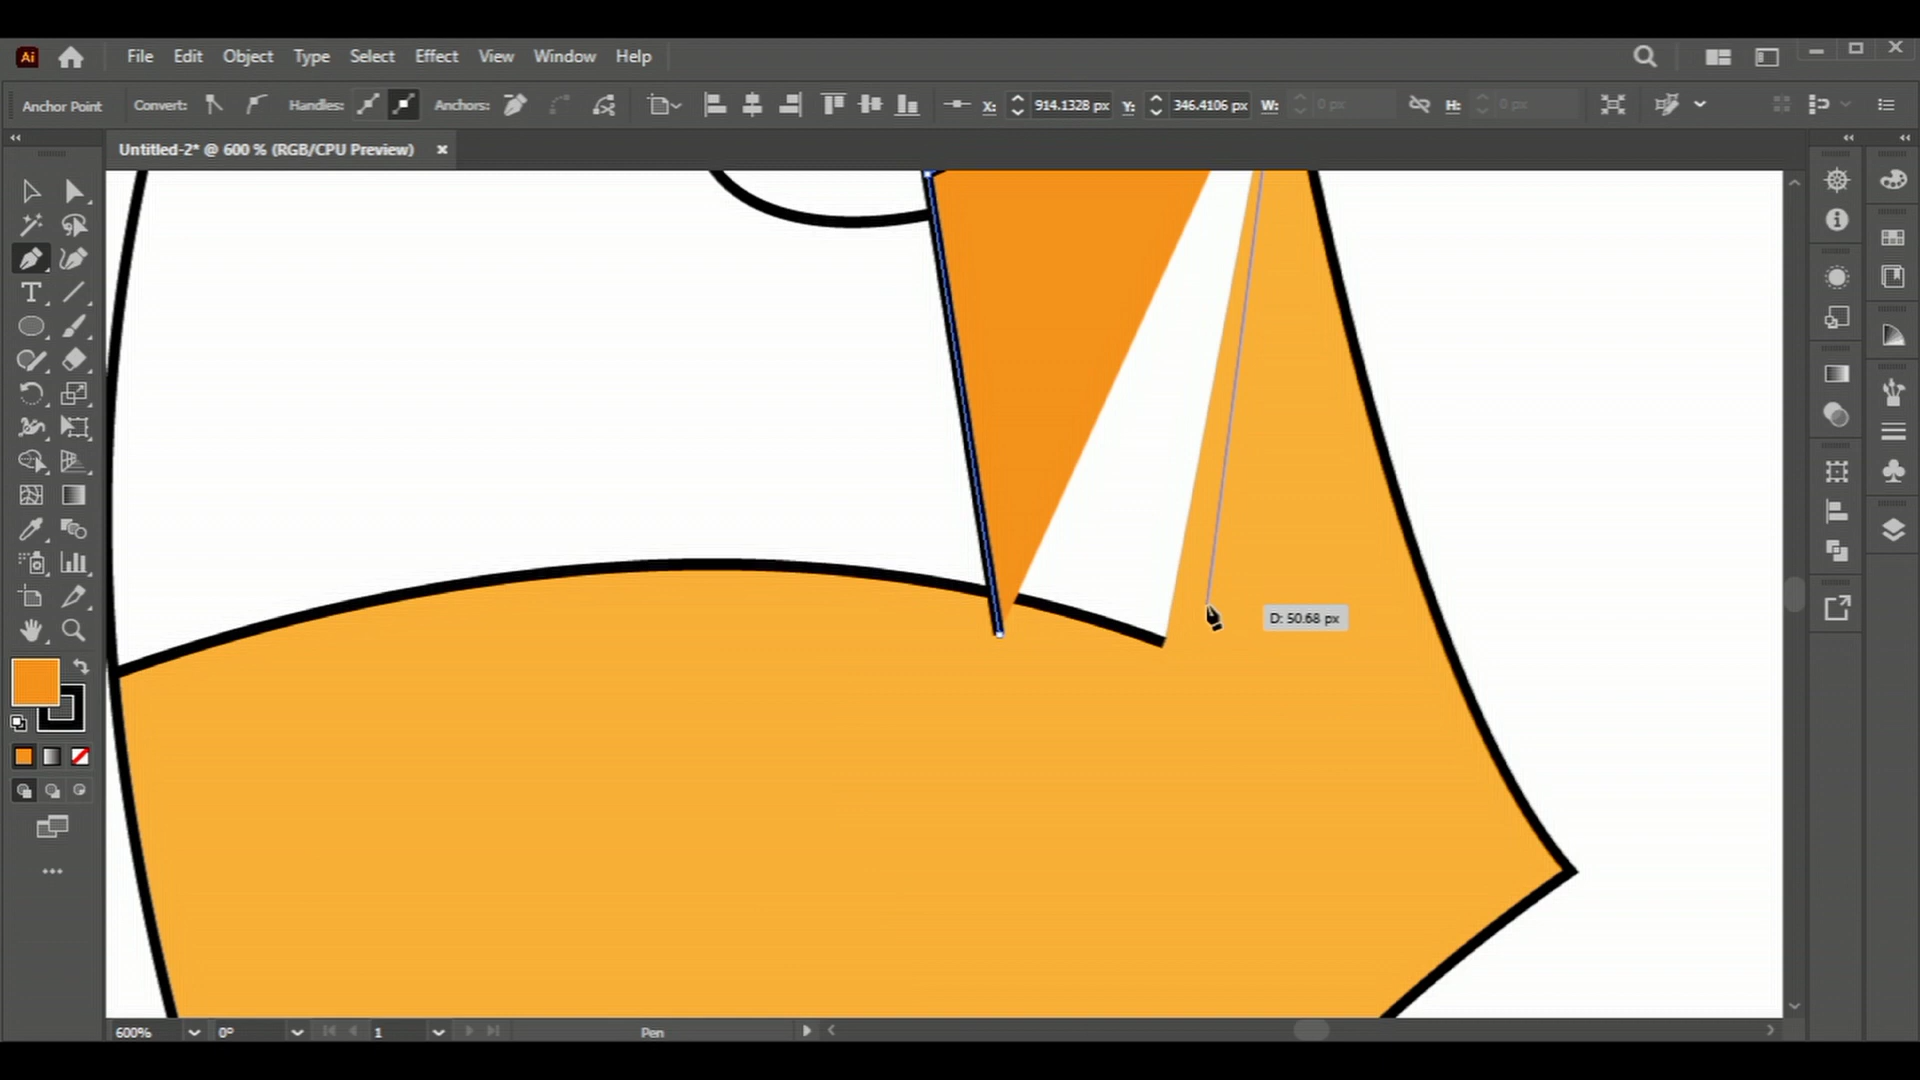 Ai File Edit Object Type Select Effect View Window Help
Anchor Point Convert: Handles: Anchors: X: 914.1328 px Y: 346.4106 px W: 0 px H: 0 px
Untitled-2* @ 600 % (RGB/CPU Preview)
D: 50.68 px
600% 0° 1 Pen